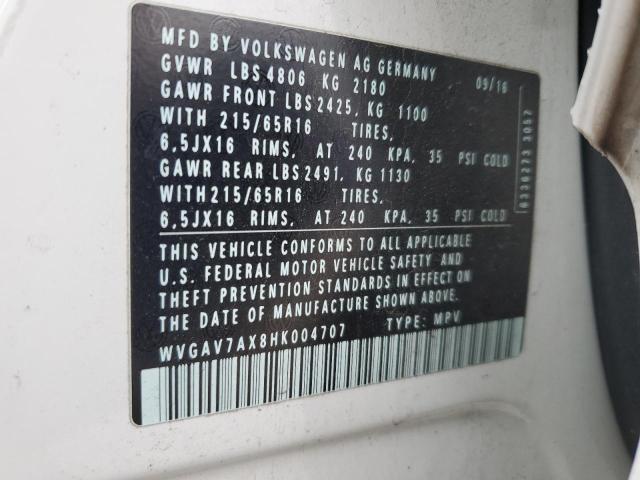 MFD BY VOLKSWAGEN AG GERMANY 09/16
GVWR LBS 4806 KG 2180
GAWR FRONT LBS 2425, KG 1100
WITH 215/65R16 TIRES,
6,5JX16 RIMS, AT 240 KPA, 35 PSI COLD
GAWR REAR LBS 2491, KG 1130
WITH 215/65R16 TIRES,
6,5JX16 RIMS, AT 240 KPA, 35 PSI COLD
THIS VEHICLE CONFORMS TO ALL APPLICABLE
U.S. FEDERAL MOTOR VEHICLE SAFETY AND
THEFT PREVENTION STANDARDS IN EFFECT ON
THE DATE OF MANUFACTURE SHOWN ABOVE.
WVGAV7AX8HK004707 TYPE: MPV